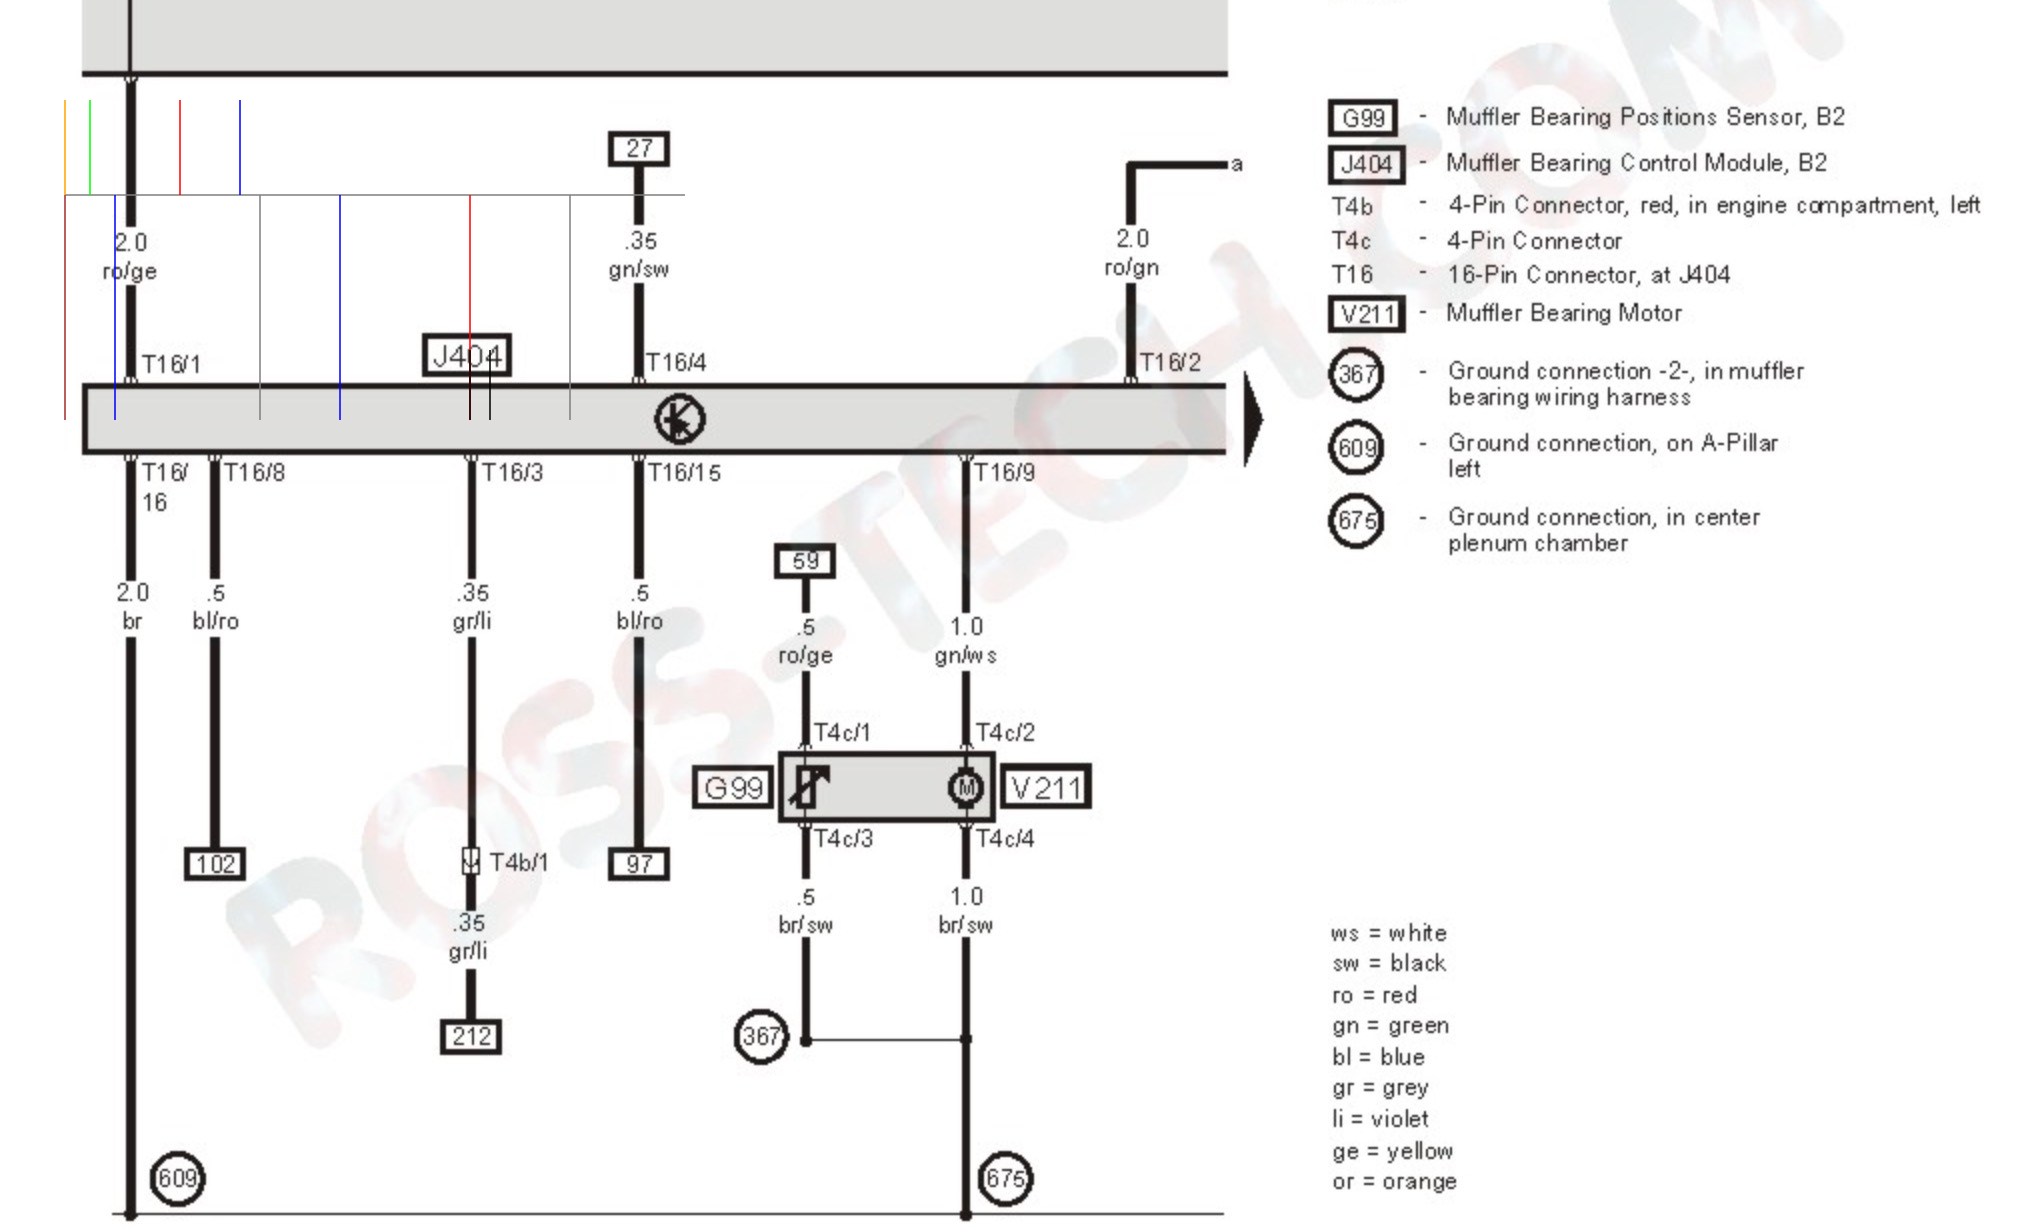 27
a
2.0
ro/ge
.35
gn/sw
2.0
ro/gn
T16/1
J404
T16/4
T16/2
T16/
16
T16/8
T16/3
T16/15
T16/9
59
2.0
br
.5
bl/ro
.35
gr/li
.5
bl/ro
.5
ro/ge
1.0
gn/ws
T4c/1
T4c/2
G99
M
V211
T4c/3
T4c/4
102
T4b/1
97
.35
gr/li
.5
br/sw
1.0
br/sw
212
367
609
675
G99 - Muffler Bearing Positions Sensor, B2
J404 - Muffler Bearing Control Module, B2
T4b - 4-Pin Connector, red, in engine compartment, left
T4c - 4-Pin Connector
T16 - 16-Pin Connector, at J404
V211 - Muffler Bearing Motor
367 - Ground connection -2-, in muffler
bearing wiring harness
609 - Ground connection, on A-Pillar
left
675 - Ground connection, in center
plenum chamber
ws = white
sw = black
ro = red
gn = green
bl = blue
gr = grey
li = violet
ge = yellow
or = orange
ROSS-TECH.COM